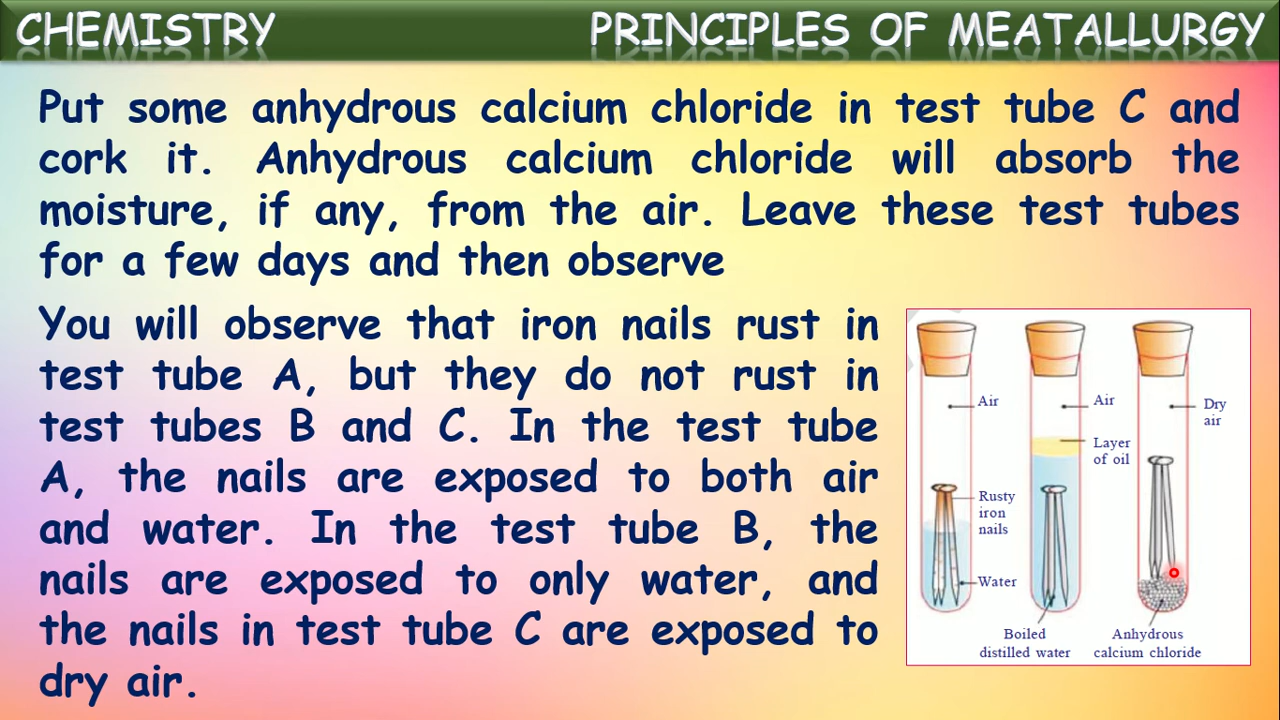 CHEMISTRY PRINCIPLES OF MEATALLURGY
Put some anhydrous calcium chloride in test tube C and
cork it. Anhydrous calcium chloride will absorb the
moisture, if any, from the air. Leave these test tubes
for a few days and then observe
You will observe that iron nails rust in
test tube A, but they do not rust in
test tubes B and C. In the test tube
A, the nails are exposed to both air
and water. In the test tube B, the
nails are exposed to only water, and
the nails in test tube C are exposed to
dry air.
Air
Rusty
iron
nails
Water
Air
Layer
of oil
Boiled
distilled water
Dry
air
Anhydrous
calcium chloride